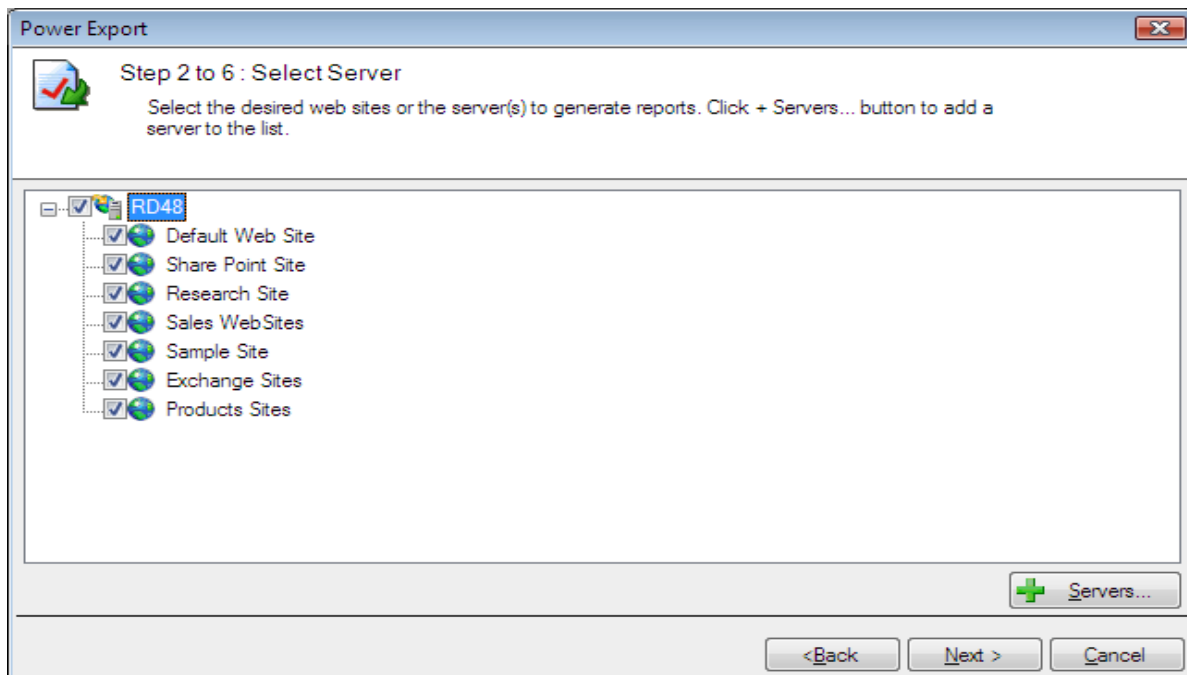 Power Export
Step 2 to 6 : Select Server
Select the desired web sites or the server(s) to generate reports. Click + Servers... button to add a
server to the list.
RD48
Default Web Site
Share Point Site
Research Site
Sales WebSites
Sample Site
Exchange Sites
Products Sites
Servers...
<Back
Next >
Cancel